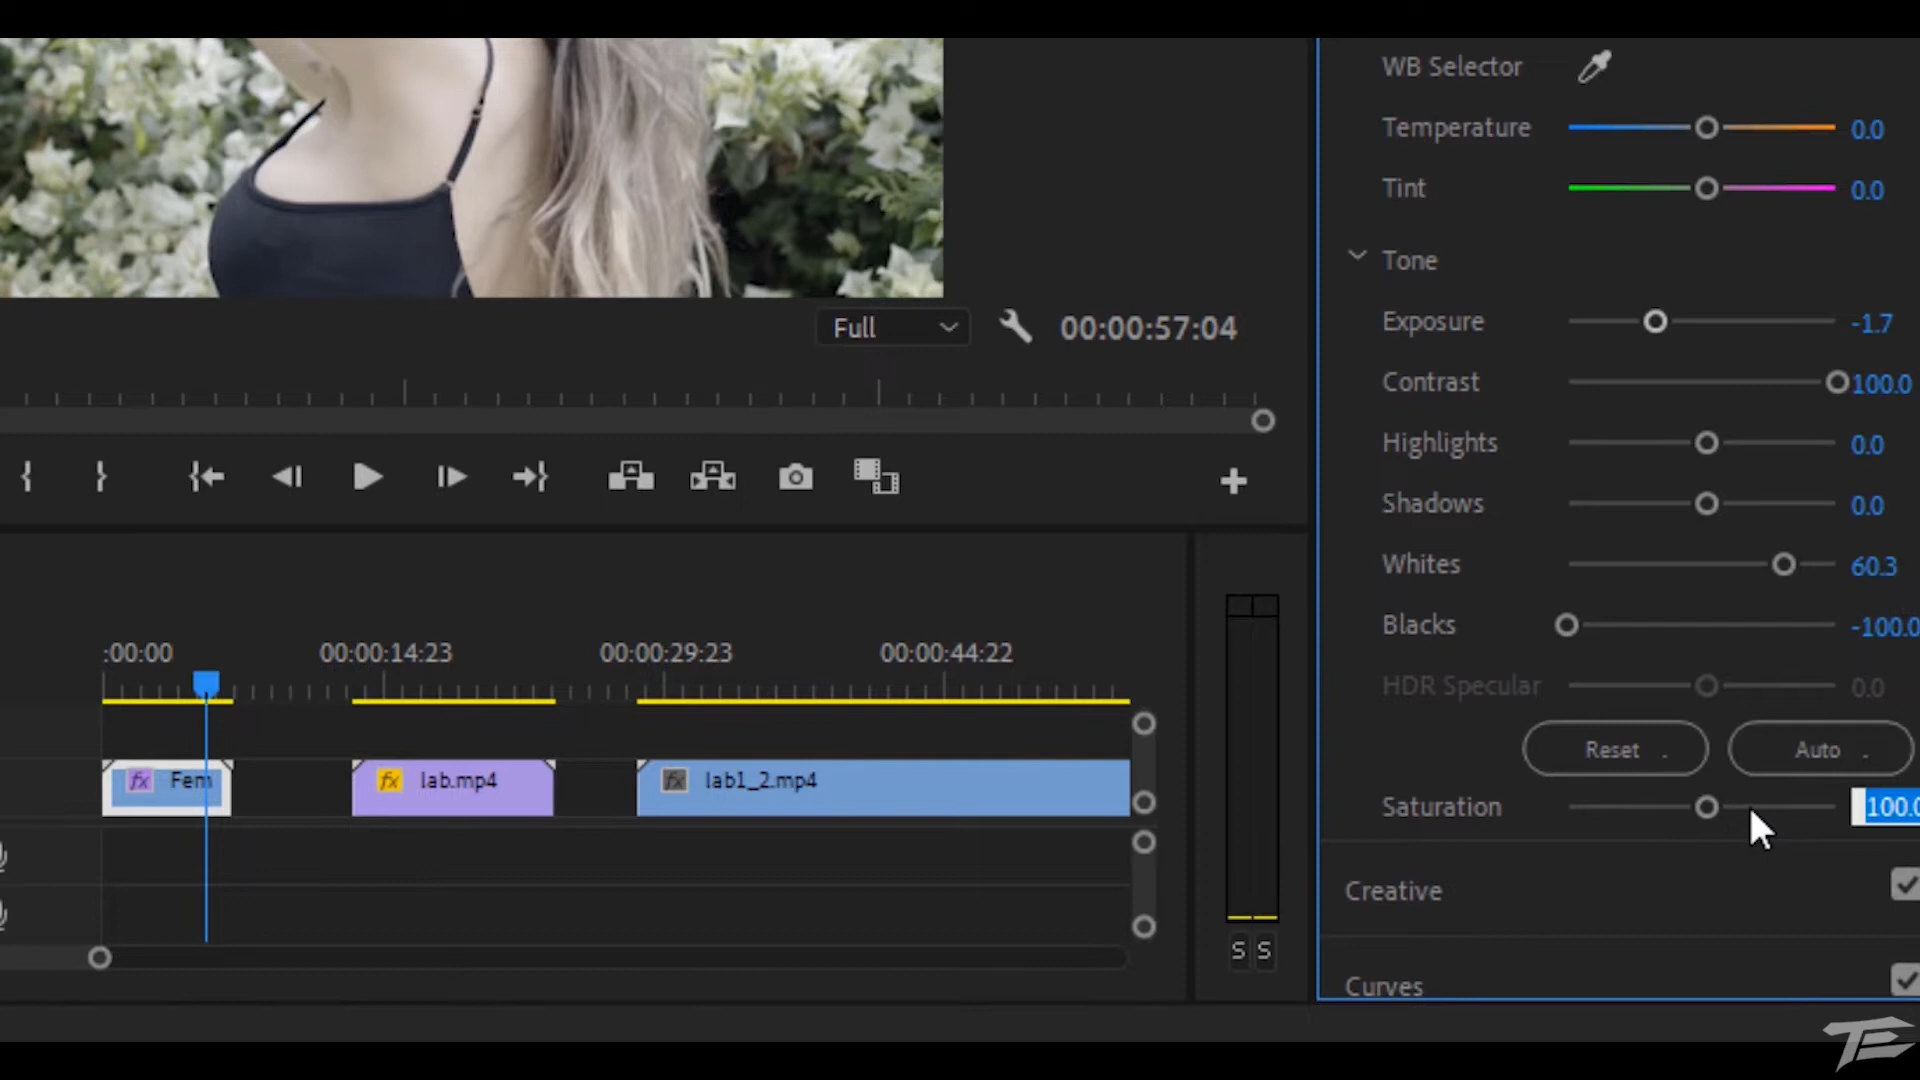 WB Selector
Temperature 0.0
Tint 0.0
Tone
Exposure -1.7
Contrast 100.0
Highlights 0.0
Shadows 0.0
Whites 60.3
Blacks -100.0
HDR Specular 0.0
Reset Auto
Saturation 100.0
Creative
Curves
Full 00:00:57:04
:00:00 00:00:14:23 00:00:29:23 00:00:44:22
fx Fem fx lab.mp4 fx lab1_2.mp4
S S
TE